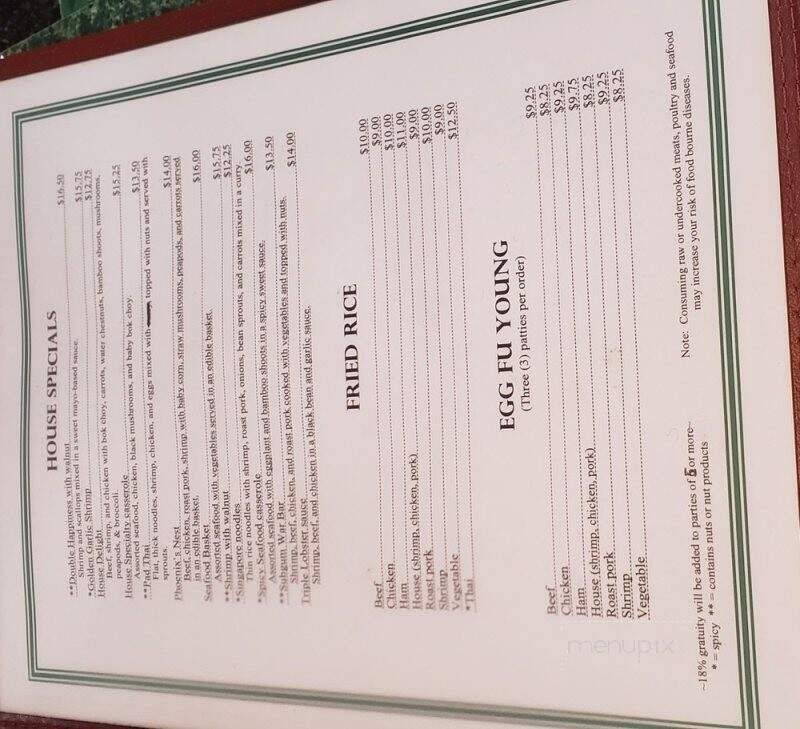 HOUSE SPECIALS
**Double Happiness with walnut $16.50
Shrimp and scallops mixed in a sweet mayo-based sauce.
*Golden Garlic Shrimp $15.75
House Delight $12.75
Beef, shrimp, and chicken with bok choy, carrots, water chestnuts, bamboo shoots, mushrooms,
peapods, & broccoli.
House Specialty casserole $15.25
Assorted seafood, chicken, black mushrooms, and baby bok choy.
**Pad Thai $13.50
Flat, thick noodles, shrimp, chicken, and eggs mixed with topped with nuts and served with
sprouts.
Phoenix's Nest $14.00
Beef, chicken, roast pork, shrimp with baby corn, straw mushrooms, peapods, and carrots served
in an edible basket.
Seafood Basket $16.00
Assorted seafood with vegetables served in an edible basket.
**Shrimp with walnut $15.75
*Singapore noodles $12.25
Thin rice noodles with shrimp, roast pork, onions, bean sprouts, and carrots mixed in a curry.
*Spicy Seafood casserole $16.00
Assorted seafood with eggplant and bamboo shoots in a spicy sweet sauce.
**Subgum War Bar $13.50
Shrimp, beef, chicken, and roast pork cooked with vegetables and topped with nuts.
Triple Lobster sauce $14.00
Shrimp, beef, and chicken in a black bean and garlic sauce.
FRIED RICE
Beef $10.00
Chicken $9.00
Ham $10.00
House (shrimp, chicken, pork) $11.00
Roast pork $9.00
Shrimp $10.00
Vegetable $9.00
*Thai $12.50
EGG FU YOUNG
(Three (3) patties per order)
Beef $9.25
Chicken $8.25
Ham $9.25
House (shrimp, chicken, pork) $9.75
Roast pork $8.25
Shrimp $9.25
Vegetable $8.25
Note: Consuming raw or undercooked meats, poultry and seafood
may increase your risk of food bourne diseases.
~18% gratuity will be added to parties of 5 or more~
* = spicy ** = contains nuts or nut products
menupix